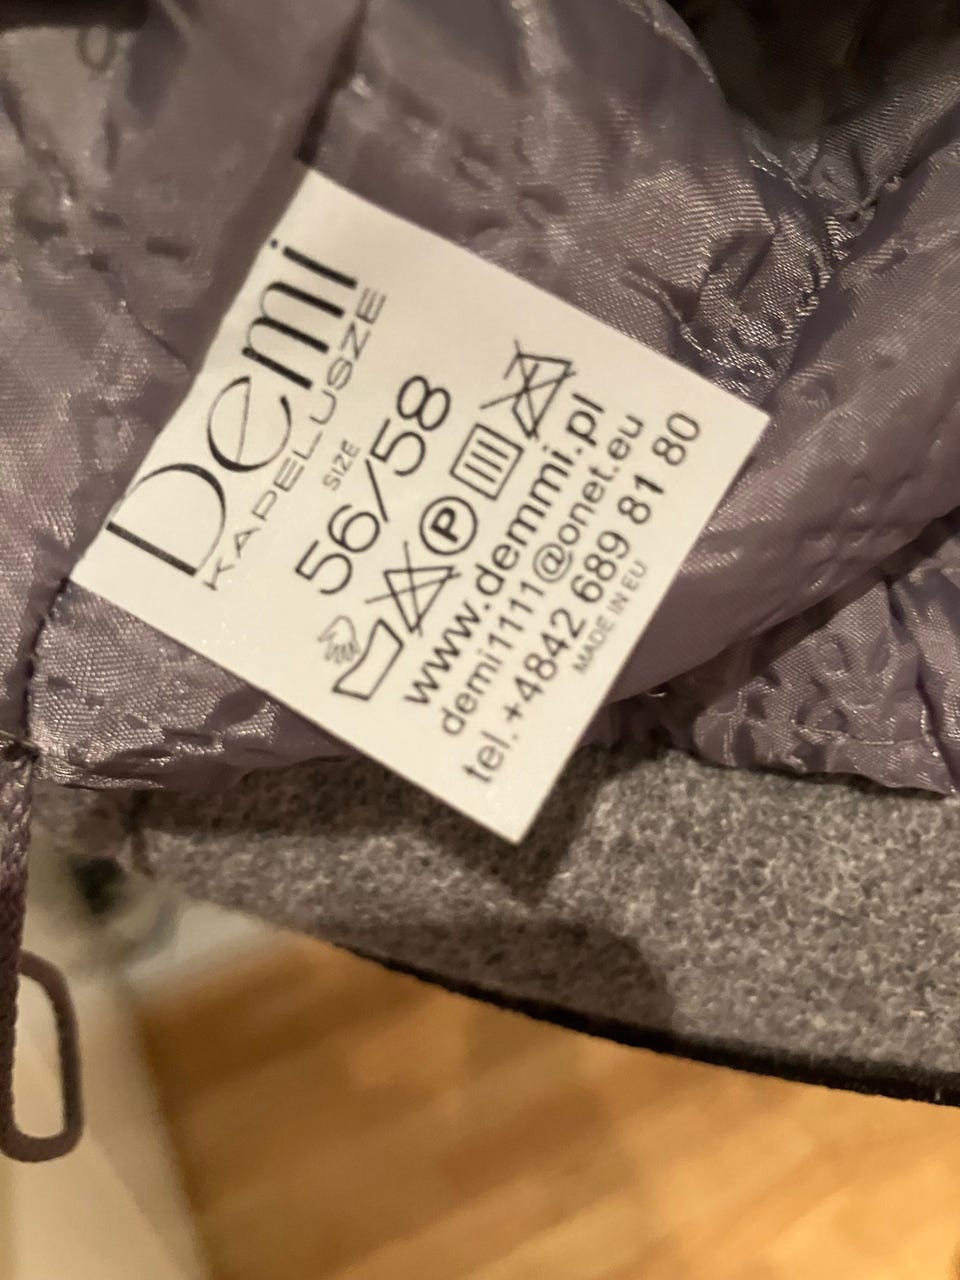 Demi
KAPELUSZE
SIZE
56/58
P
www.demmi.pl
demi1111@onet.eu
tel. +4842 689 81 80
MADE IN EU